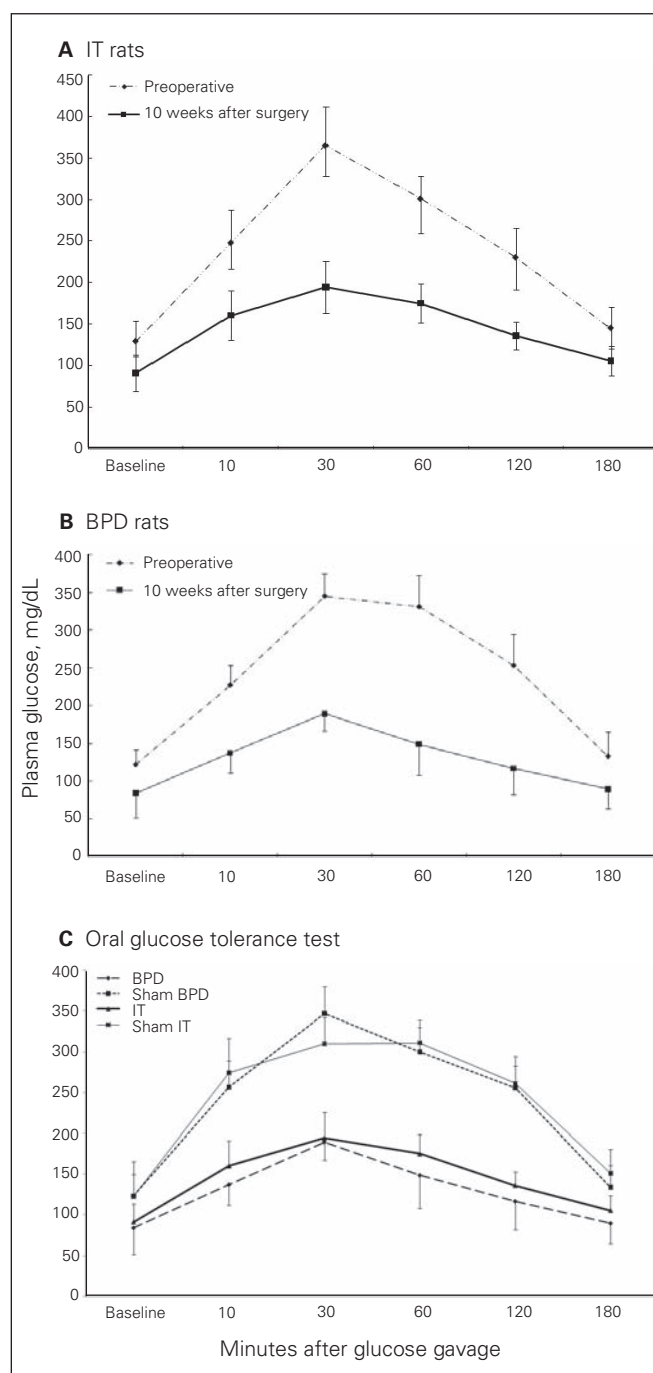 A IT rats
450
400
350
300
250
200
150
100
50
0
Preoperative
10 weeks after surgery
Baseline 10 30 60 120 180
B BPD rats
400
350
300
250
200
150
100
50
0
Preoperative
10 weeks after surgery
Baseline 10 30 60 120 180
Plasma glucose, mg/dL
C Oral glucose tolerance test
400
350
300
250
200
150
100
50
0
BPD
Sham BPD
IT
Sham IT
Baseline 10 30 60 120 180
Minutes after glucose gavage